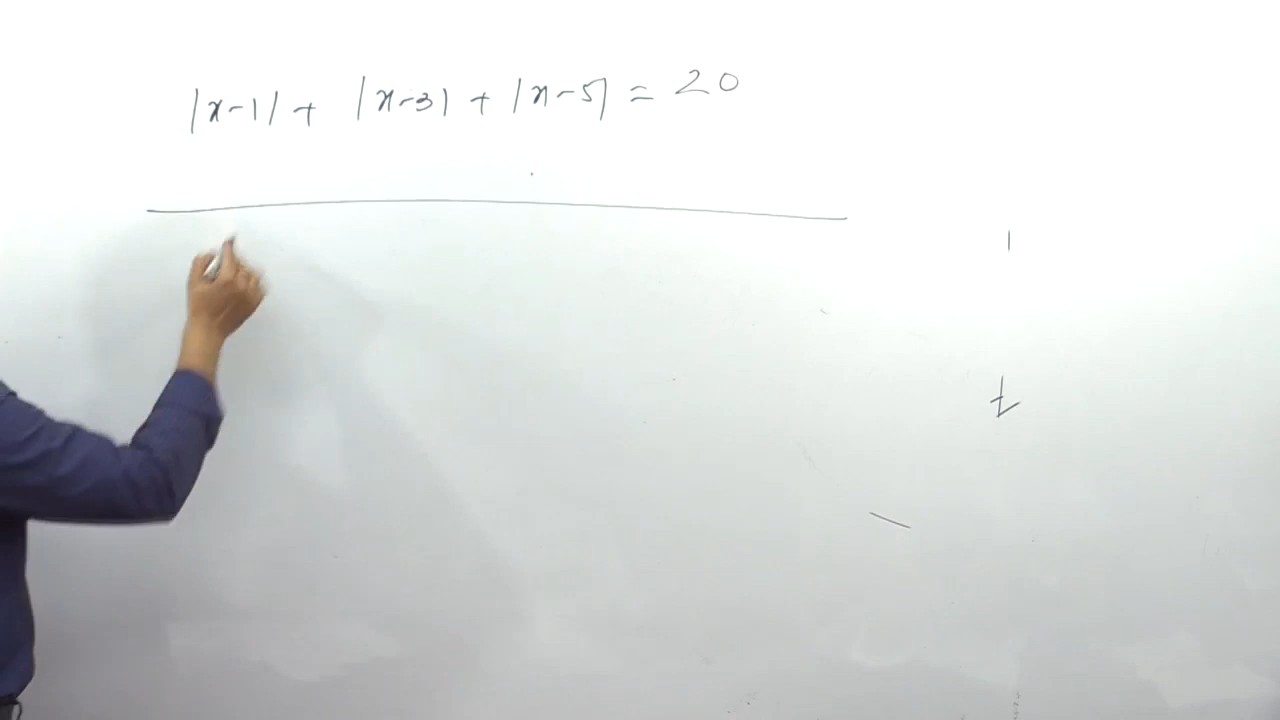 |x-1| + |x-3| + |x-5| = 20